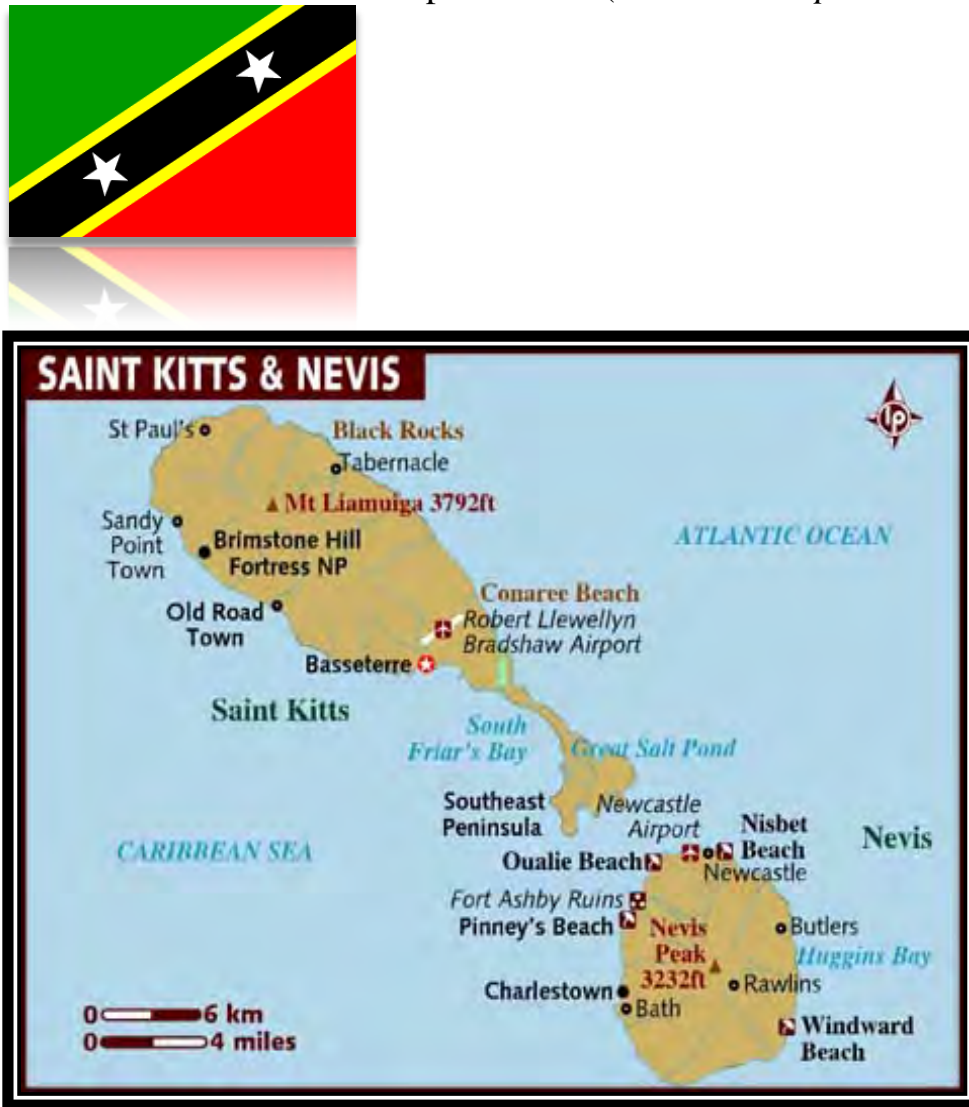 SAINT KITTS & NEVIS
lp
St Paul's
Black Rocks
Tabernacle
Mt Liamuiga 3792ft
Sandy
Point
Town
Brimstone Hill
Fortress NP
ATLANTIC OCEAN
Old Road
Town
Conaree Beach
Robert Llewellyn
Bradshaw Airport
Basseterre
Saint Kitts
South
Friar's Bay
Great Salt Pond
Southeast
Peninsula
Newcastle
Airport
Nisbet
Beach
Nevis
CARIBBEAN SEA
Oualie Beach
Newcastle
Fort Ashby Ruins
Pinney's Beach
Nevis
Peak
3232ft
Butlers
Huggins Bay
Rawlins
Charlestown
Bath
Windward
Beach
0 6 km
0 4 miles